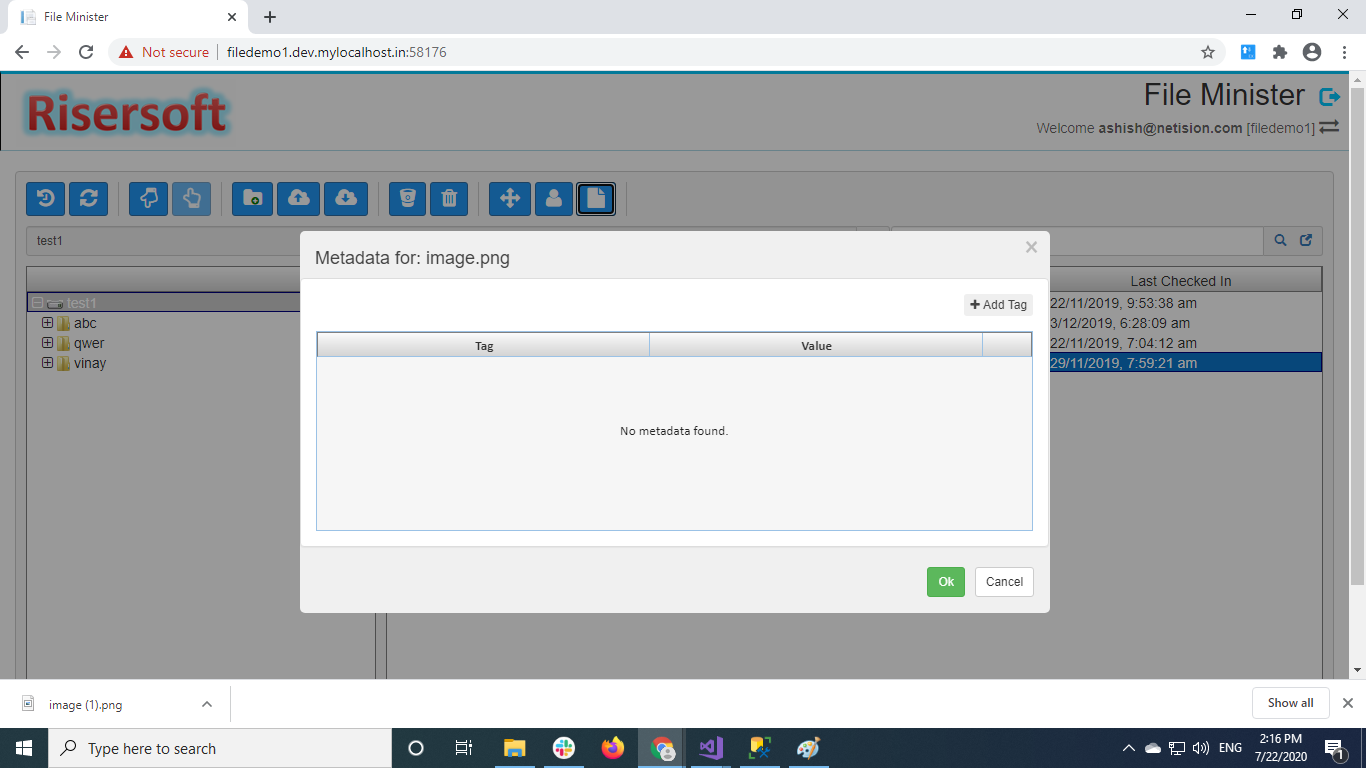 File Minister
Not secure
filedemo1.dev.mylocalhost.in:58176
Risersoft
File Minister
Welcome ashish@netision.com [filedemo1]
test1
Metadata for: image.png
Last Checked In
test1
Add Tag
22/11/2019, 9:53:38 am
abc
3/12/2019, 6:28:09 am
qwer
Tag Value
22/11/2019, 7:04:12 am
vinay
29/11/2019, 7:59:21 am
No metadata found.
Ok Cancel
image (1).png
Show all
Type here to search
ENG
2:16 PM
7/22/2020
1